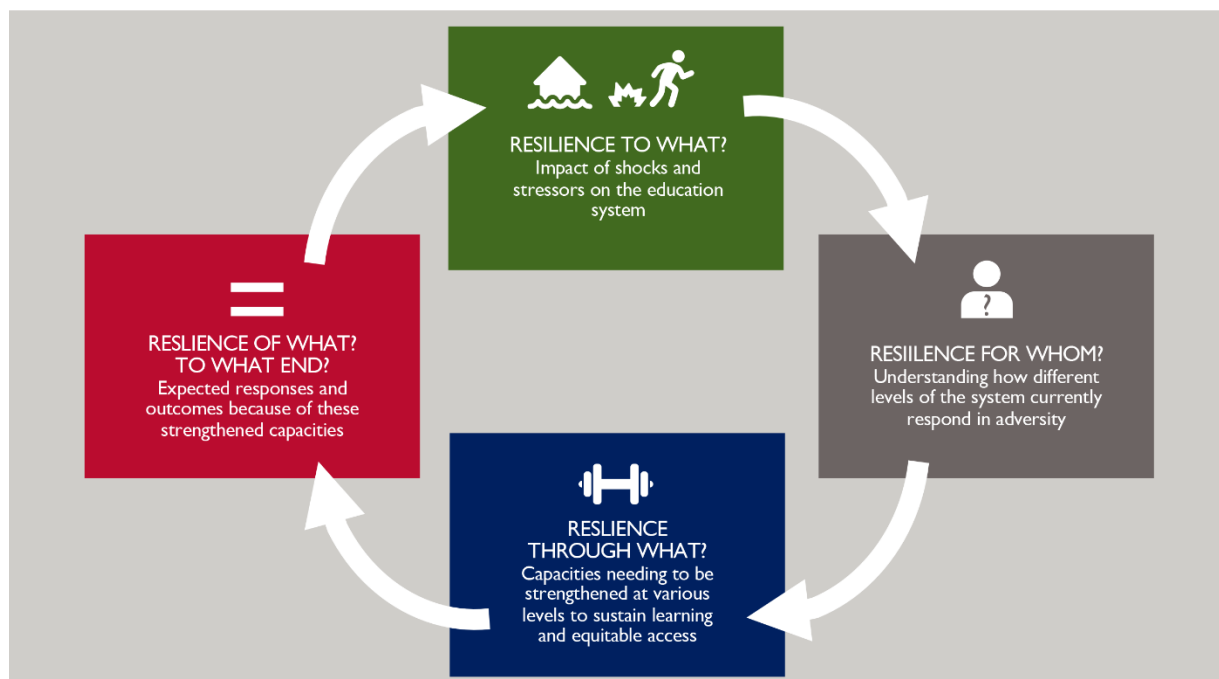 RESILIENCE TO WHAT?
Impact of shocks and
stressors on the education
system
RESIILENCE FOR WHOM?
Understanding how different
levels of the system currently
respond in adversity
?
RESLIENCE
THROUGH WHAT?
Capacities needing to be
strengthened at various
levels to sustain learning
and equitable access
RESLIENCE OF WHAT?
TO WHAT END?
Expected responses and
outcomes because of these
strengthened capacities